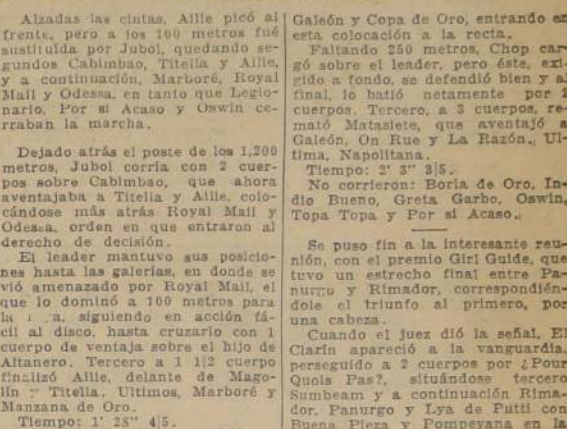 Alzadas las cintas, Aille picó al
frente, pero a los 100 metros fué
sustituída por Jubol, quedando se-
gundos Cabimbao, Titella y Aille,
y a continuación, Marboré, Royal
Mail y Odessa, en tanto que Legio-
nario, Por si Acaso y Oswin ce-
rraban la marcha.
Dejado atrás el poste de los 1,200
metros, Jubol corría con 2 cuer-
pos sobre Cabimbao, que ahora
aventajaba a Titella y Aille, colo-
cándose más atrás Royal Mail y
Odessa, orden en que entraron al
derecho de decisión.
El leader mantuvo sus posicio-
nes hasta las galerías, en donde se
vió amenazado por Royal Mail, el
que lo dominó a 100 metros para
la siguiendo en acción fá-
cil al disco, hasta cruzarlo con 1
cuerpo de ventaja sobre el hijo de
Altanero. Tercero a 1 1|2 cuerpo
finalizó Aille, delante de Mago-
Titella. Ultimos, Marboré y
Manzana de Oro.
Tiempo: 1' 28" 4|5.
Galeón y Copa de Oro, entrando en
esta colocación a la recta.
Faltando 250 metros, Chop car-
gó sobre el leader, pero éste, exi-
gido a fondo, se defendió bien y al
final, lo batió netamente por 2
cuerpos. Tercero, a 3 cuerpos, re-
mató Matasiete, que aventajó a
Galeón, On Rue y La Razón. Ul-
tima, Napolitana.
Tiempo: 2' 3" 3|5.
No corrieron: Borla de Oro, In-
dio Bueno, Greta Garbo, Oswin,
Topa Topa y Por si Acaso.
Se puso fin a la interesante reu-
nión, con el premio Girl Guide, que
tuvo un estrecho final entre Pa-
nurgo y Rimador, correspondién-
dole el triunfo al primero, por
una cabeza.
Cuando el juez dió la señal, El
Clarín apareció a la vanguardia,
perseguido a 2 cuerpos por ¿Pour
Quois Pas?, situándose tercero
Sumbeam y a continuación Rima-
dor, Panurgo y Lya de Putti con
Buena Pieza y Pompeyana en la